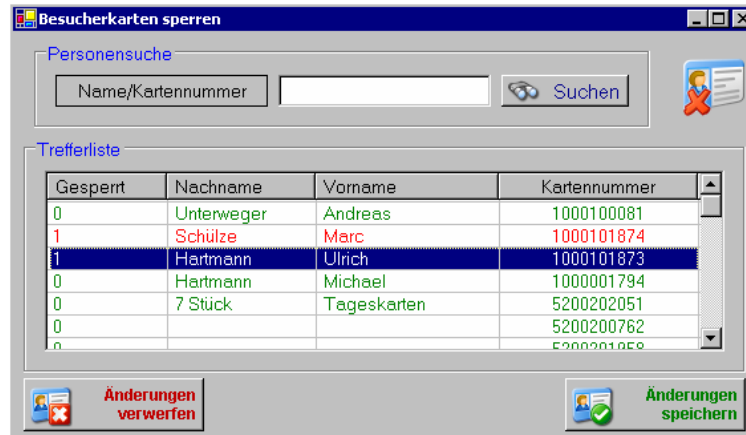 Besucherkarten sperren
Personensuche
Name/Kartennummer Suchen
Trefferliste
Gesperrt Nachname Vorname Kartennummer
0 Unterweger Andreas 1000100081
1 Schülze Marc 1000101874
1 Hartmann Ulrich 1000101873
0 Hartmann Michael 1000001794
0 7 Stück Tageskarten 5200202051
0 5200200762
Änderungen verwerfen
Änderungen speichern